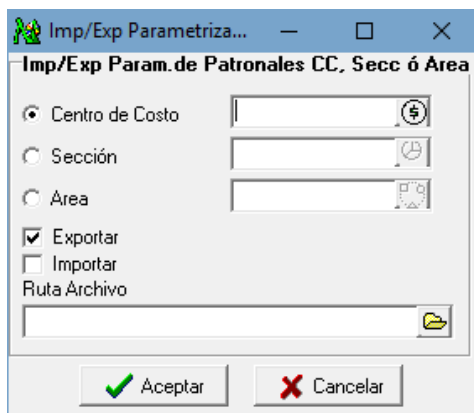 Imp/Exp Parametriza...
Imp/Exp Param.de Patronales CC, Secc ó Area
Centro de Costo
Sección
Area
Exportar
Importar
Ruta Archivo
Aceptar
Cancelar